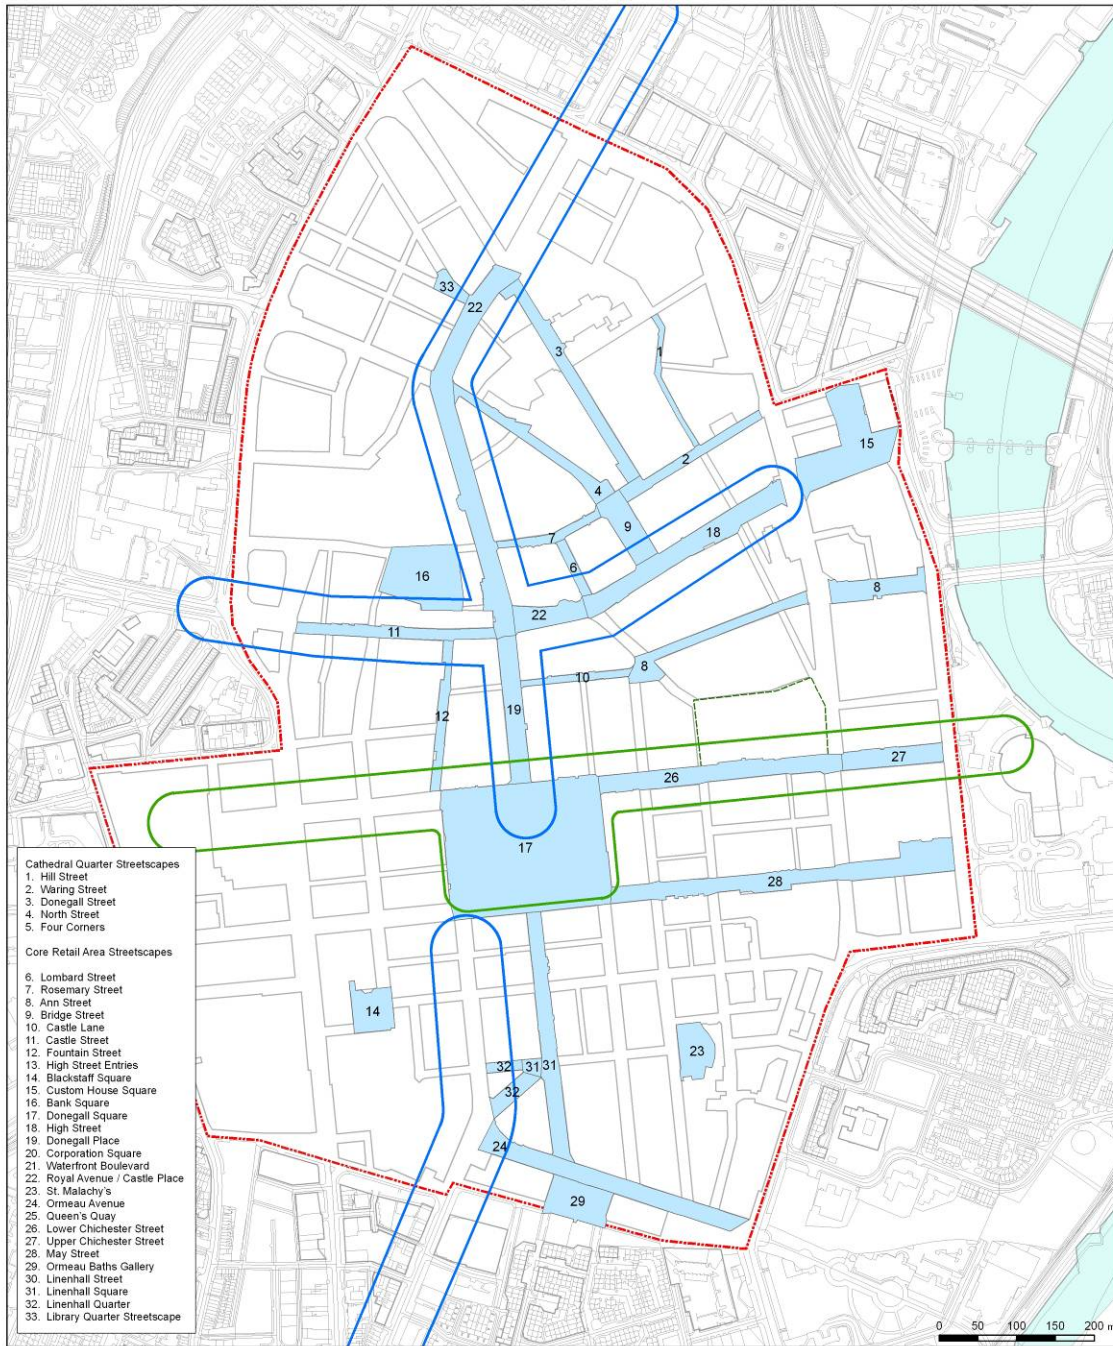 33
22
3
1
15
2
4
9
18
7
6
16
22
8
11
8
10
12
19
27
26
17
28
14
23
32
31
31
32
24
29
Cathedral Quarter Streetscapes
1. Hill Street
2. Waring Street
3. Donegall Street
4. North Street
5. Four Corners
Core Retail Area Streetscapes
6. Lombard Street
7. Rosemary Street
8. Ann Street
9. Bridge Street
10. Castle Lane
11. Castle Street
12. Fountain Street
13. High Street Entries
14. Blackstaff Square
15. Custom House Square
16. Bank Square
17. Donegall Square
18. High Street
19. Donegall Place
20. Corporation Square
21. Waterfront Boulevard
22. Royal Avenue / Castle Place
23. St. Malachy's
24. Ormeau Avenue
25. Queen's Quay
26. Lower Chichester Street
27. Upper Chichester Street
28. May Street
29. Ormeau Baths Gallery
30. Linenhall Street
31. Linenhall Square
32. Linenhall Quarter
33. Library Quarter Streetscape
0 50 100 150 200 m